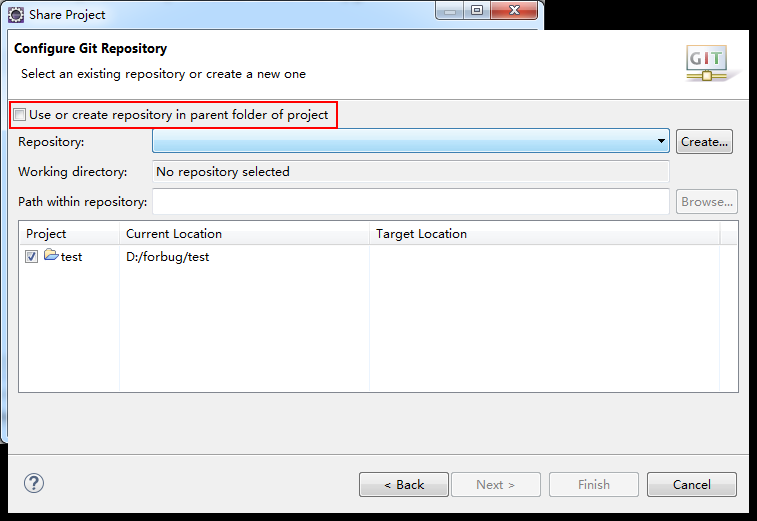 Share Project
Configure Git Repository
Select an existing repository or create a new one
GIT
Use or create repository in parent folder of project
Repository:
Create...
Working directory: No repository selected
Path within repository:
Browse...
Project Current Location Target Location
test D:/forbug/test
? < Back Next > Finish Cancel